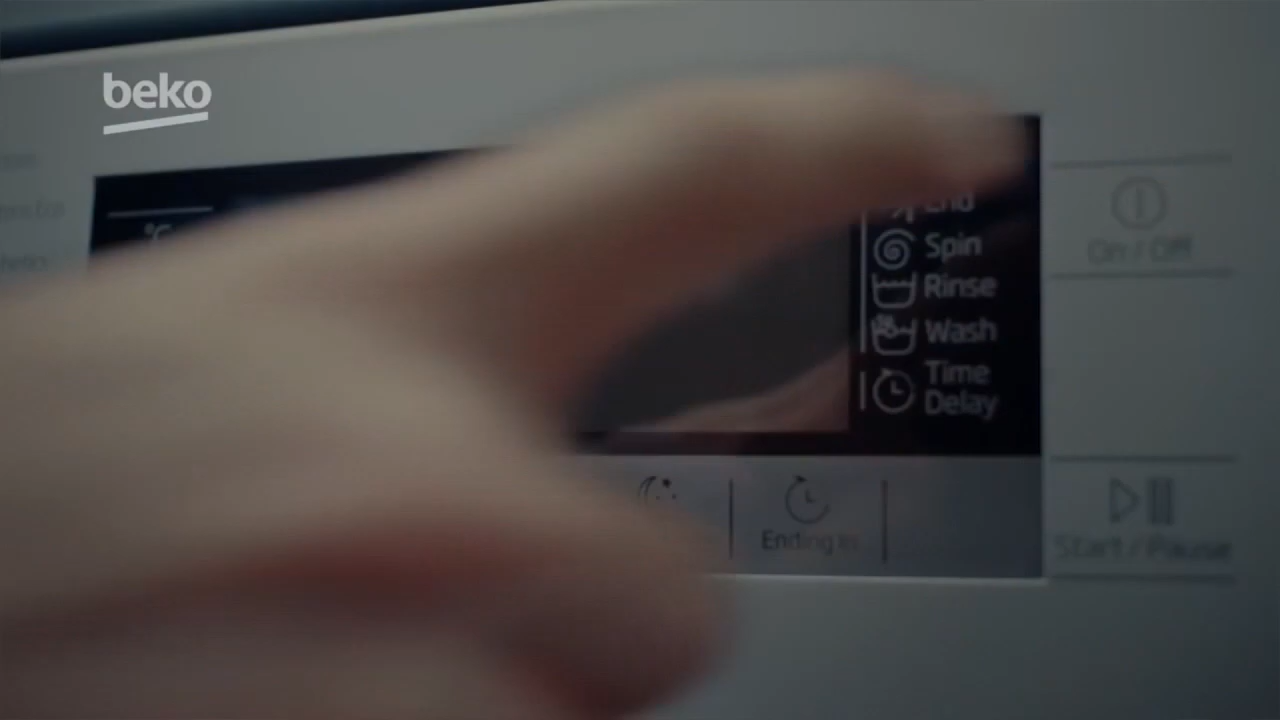 beko
°C
End
Spin
Rinse
Wash
Time
Delay
On / Off
Ending in
Start / Pause